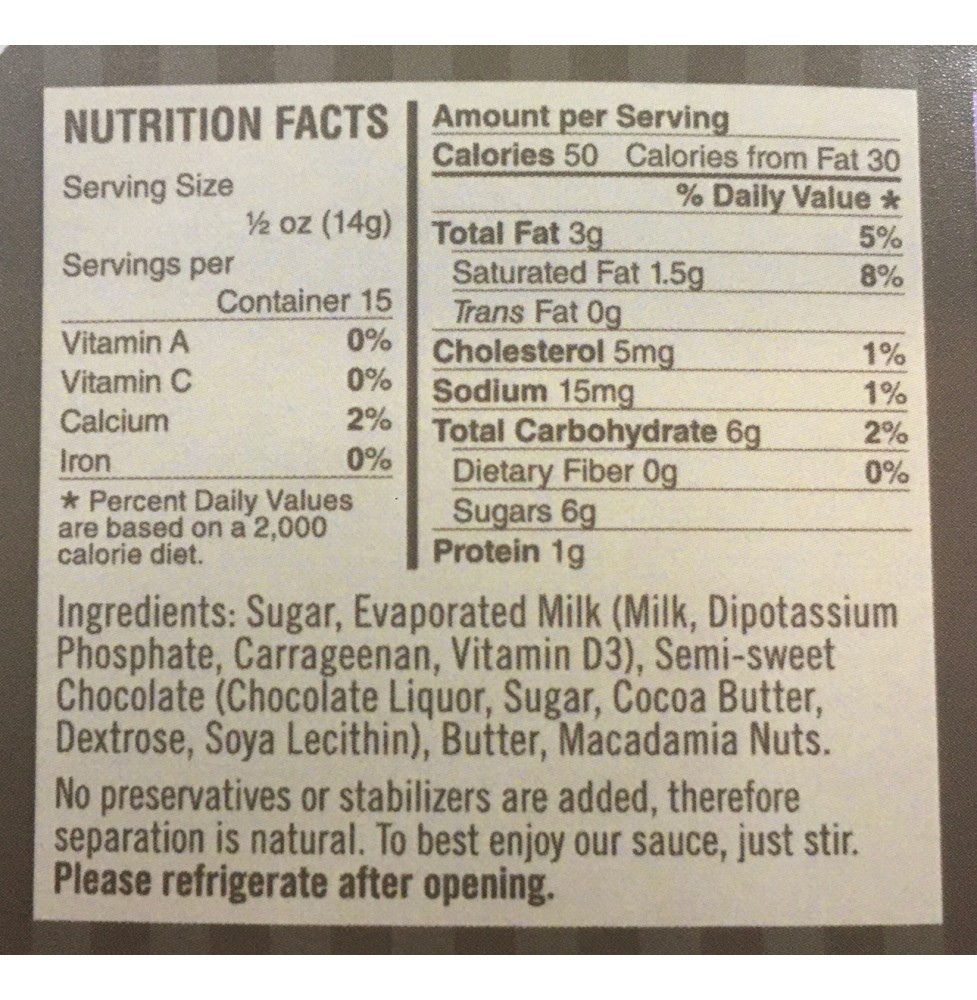 NUTRITION FACTS
Serving Size
½ oz (14g)
Servings per
Container 15
Vitamin A 0%
Vitamin C 0%
Calcium 2%
Iron 0%
* Percent Daily Values
are based on a 2,000
calorie diet.
Amount per Serving
Calories 50 Calories from Fat 30
% Daily Value *
Total Fat 3g 5%
Saturated Fat 1.5g 8%
Trans Fat 0g
Cholesterol 5mg 1%
Sodium 15mg 1%
Total Carbohydrate 6g 2%
Dietary Fiber 0g 0%
Sugars 6g
Protein 1g
Ingredients: Sugar, Evaporated Milk (Milk, Dipotassium
Phosphate, Carrageenan, Vitamin D3), Semi-sweet
Chocolate (Chocolate Liquor, Sugar, Cocoa Butter,
Dextrose, Soya Lecithin), Butter, Macadamia Nuts.
No preservatives or stabilizers are added, therefore
separation is natural. To best enjoy our sauce, just stir.
Please refrigerate after opening.